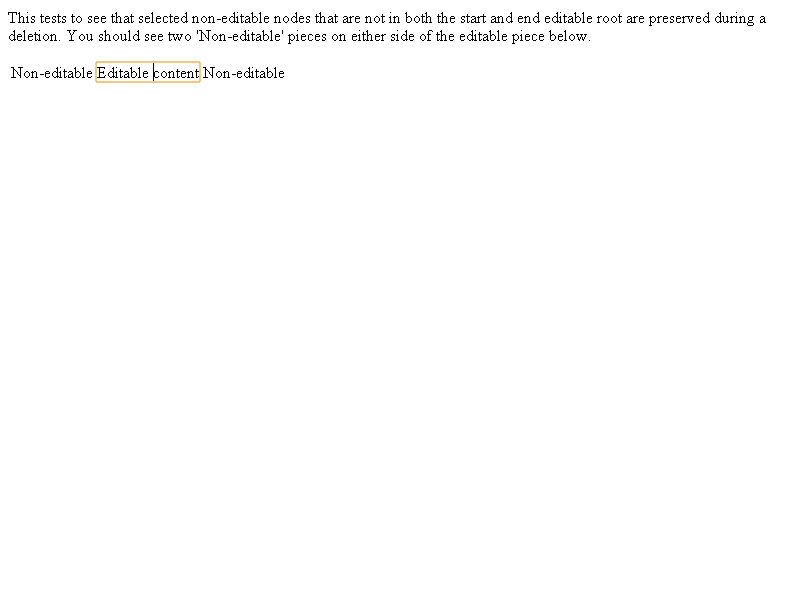 This tests to see that selected non-editable nodes that are not in both the start and end editable root are preserved during a
deletion. You should see two 'Non-editable' pieces on either side of the editable piece below.
Non-editable Editable content Non-editable